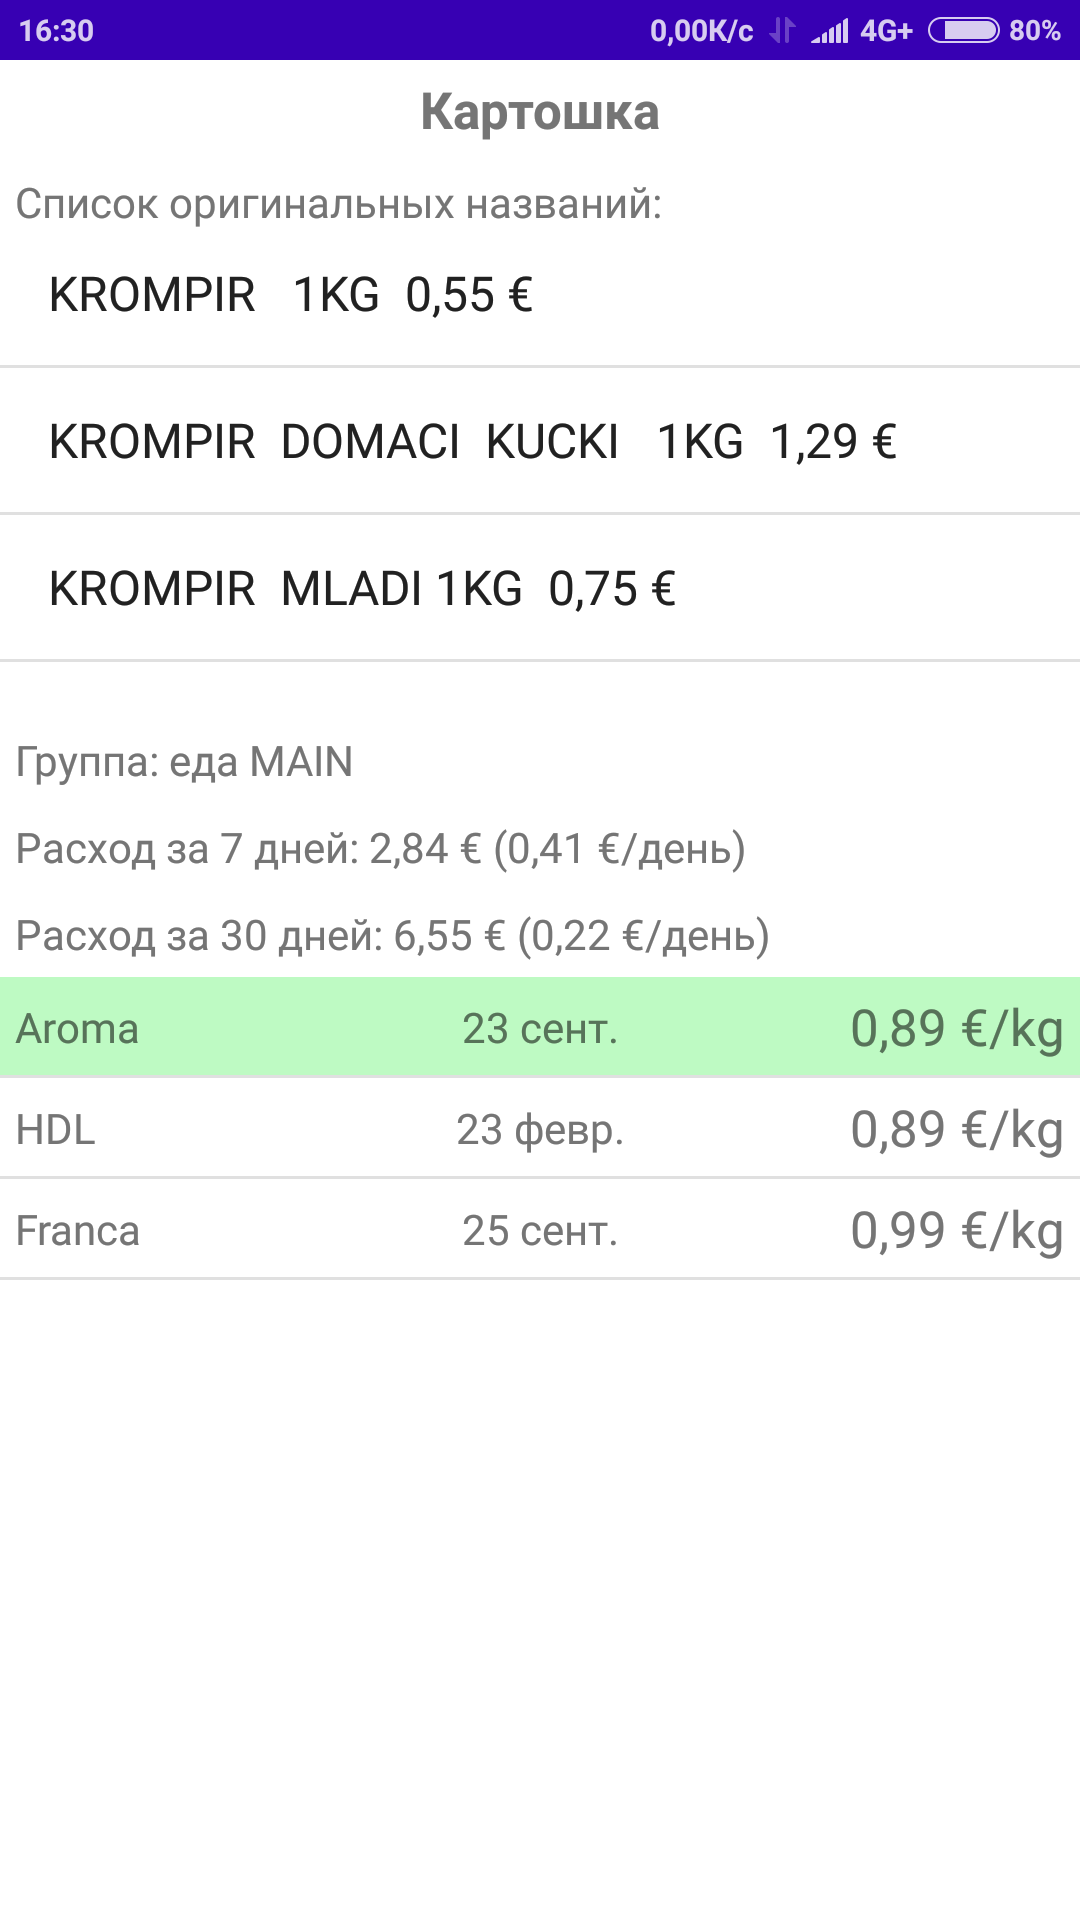 16:30 0,00К/с 4G+ 80%
Картошка
Список оригинальных названий:
KROMPIR 1KG 0,55 €
KROMPIR DOMACI KUCKI 1KG 1,29 €
KROMPIR MLADI 1KG 0,75 €
Группа: еда MAIN
Расход за 7 дней: 2,84 € (0,41 €/день)
Расход за 30 дней: 6,55 € (0,22 €/день)
Aroma 23 сент. 0,89 €/kg
HDL 23 февр. 0,89 €/kg
Franca 25 сент. 0,99 €/kg